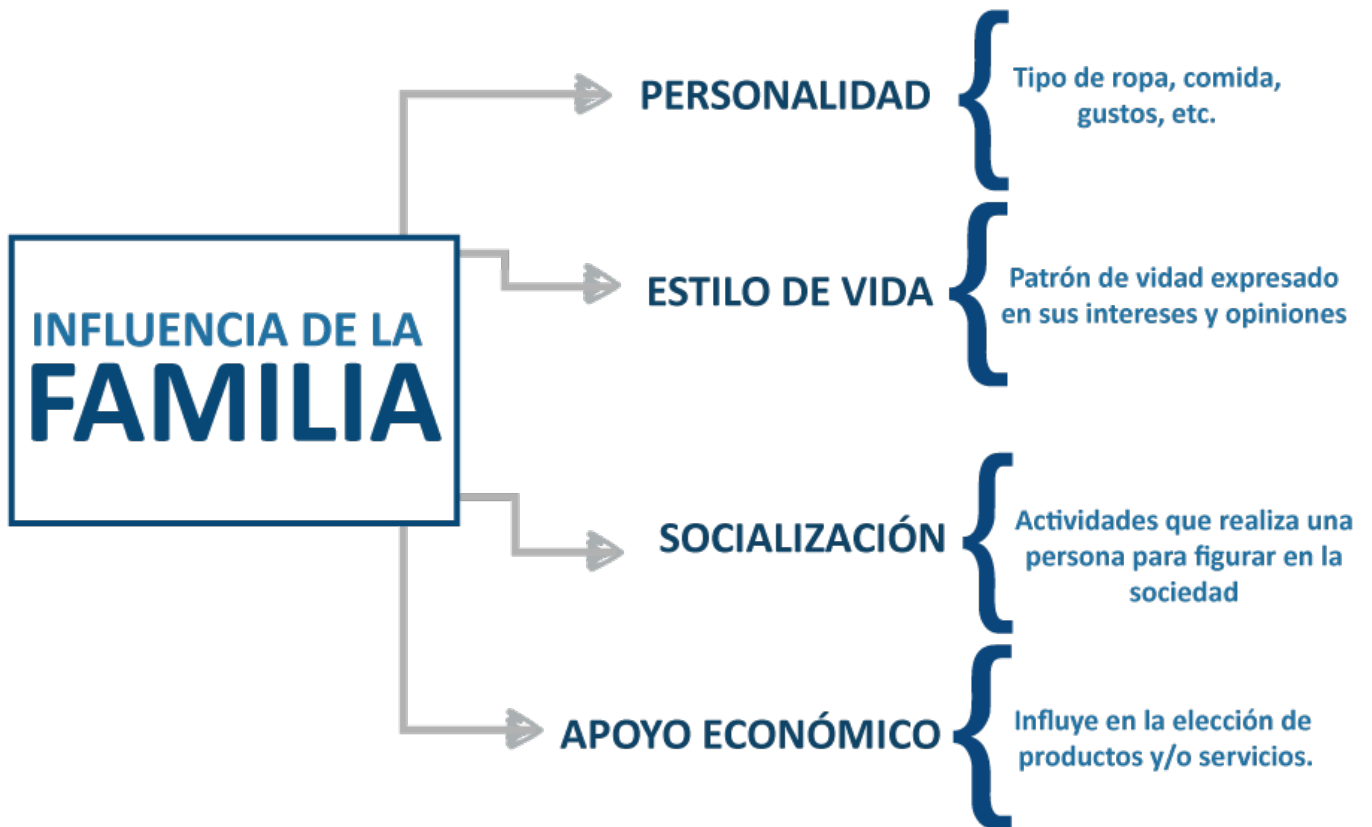 INFLUENCIA DE LA
FAMILIA
PERSONALIDAD
Tipo de ropa, comida,
gustos, etc.
ESTILO DE VIDA
Patrón de vidad expresado
en sus intereses y opiniones
SOCIALIZACIÓN
Actividades que realiza una
persona para figurar en la
sociedad
APOYO ECONÓMICO
Influye en la elección de
productos y/o servicios.